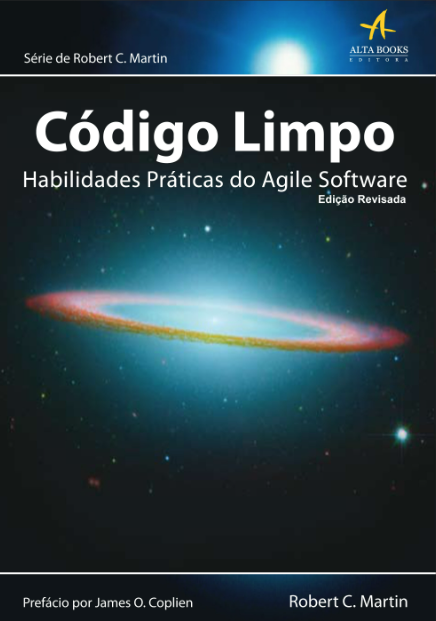 Série de Robert C. Martin
ALTA BOOKS
EDITORA
Código Limpo
Habilidades Práticas do Agile Software
Edição Revisada
Prefácio por James O. Coplien
Robert C. Martin